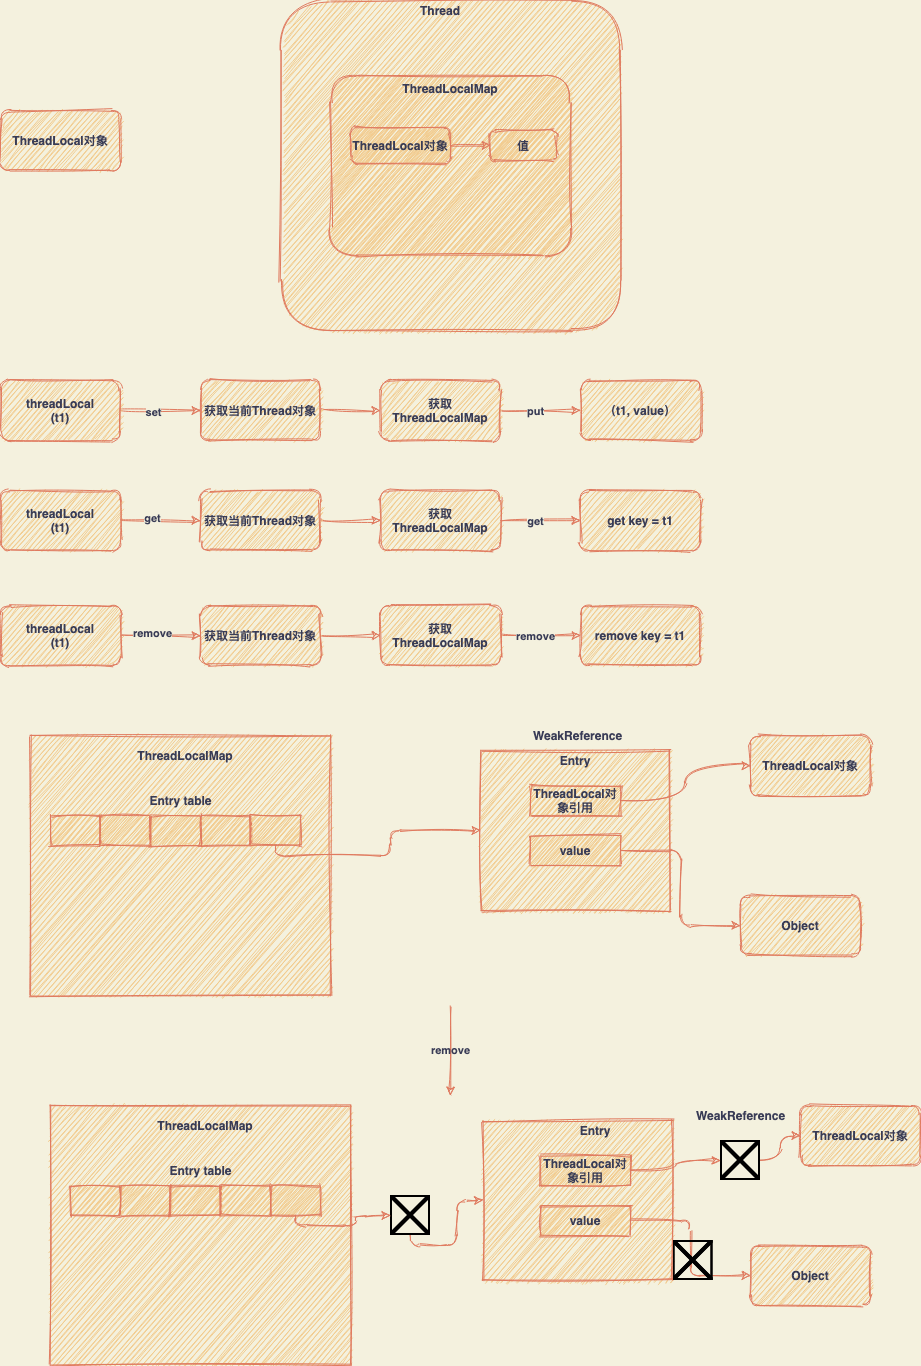 Thread
ThreadLocalMap
ThreadLocal对象
ThreadLocal对象
值
threadLocal
(t1)
set
获取当前Thread对象
获取
ThreadLocalMap
put
(t1, value)
threadLocal
(t1)
get
获取当前Thread对象
获取
ThreadLocalMap
get
get key = t1
threadLocal
(t1)
remove
获取当前Thread对象
获取
ThreadLocalMap
remove
remove key = t1
ThreadLocalMap
Entry table
WeakReference
Entry
ThreadLocal对
象引用
value
ThreadLocal对象
Object
remove
ThreadLocalMap
Entry table
Entry
ThreadLocal对
象引用
value
WeakReference
ThreadLocal对象
Object